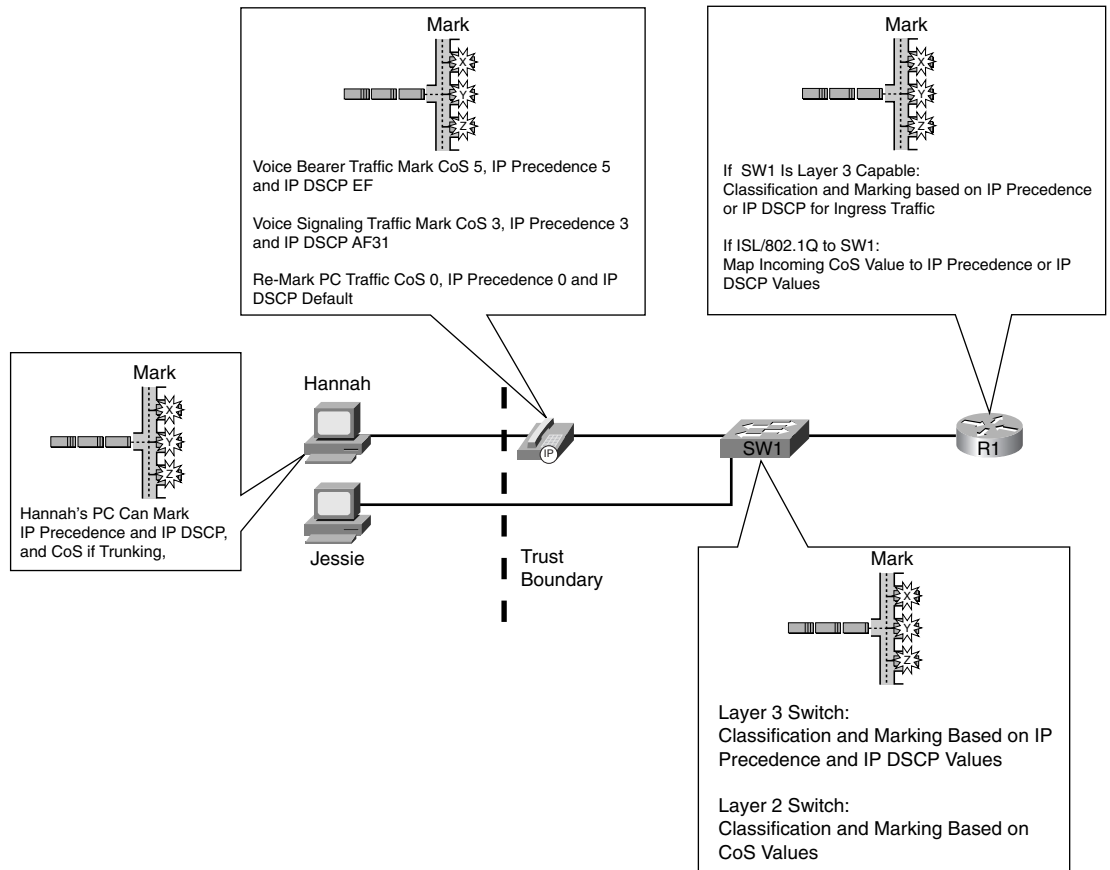 Mark
X
Y
Z
Voice Bearer Traffic Mark CoS 5, IP Precedence 5
and IP DSCP EF
Voice Signaling Traffic Mark CoS 3, IP Precedence 3
and IP DSCP AF31
Re-Mark PC Traffic CoS 0, IP Precedence 0 and IP
DSCP Default
Mark
X
Y
Z
If SW1 Is Layer 3 Capable:
Classification and Marking based on IP Precedence
or IP DSCP for Ingress Traffic
If ISL/802.1Q to SW1:
Map Incoming CoS Value to IP Precedence or IP
DSCP Values
Mark
X
Y
Z
Hannah's PC Can Mark
IP Precedence and IP DSCP,
and CoS if Trunking,
Hannah
Jessie
IP
Trust
Boundary
SW1
R1
Mark
X
Y
Z
Layer 3 Switch:
Classification and Marking Based on IP
Precedence and IP DSCP Values
Layer 2 Switch:
Classification and Marking Based on
CoS Values